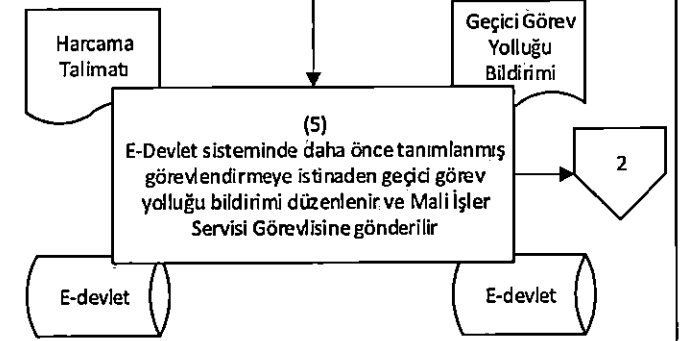 Harcama
Talimatı
Geçici Görev
Yolluğu
Bildirimi
(5)
E-Devlet sisteminde daha önce tanımlanmış
görevlendirmeye istinaden geçici görev
yolluğu bildirimi düzenlenir ve Mali İşler
Servisi Görevlisine gönderilir
2
E-devlet
E-devlet